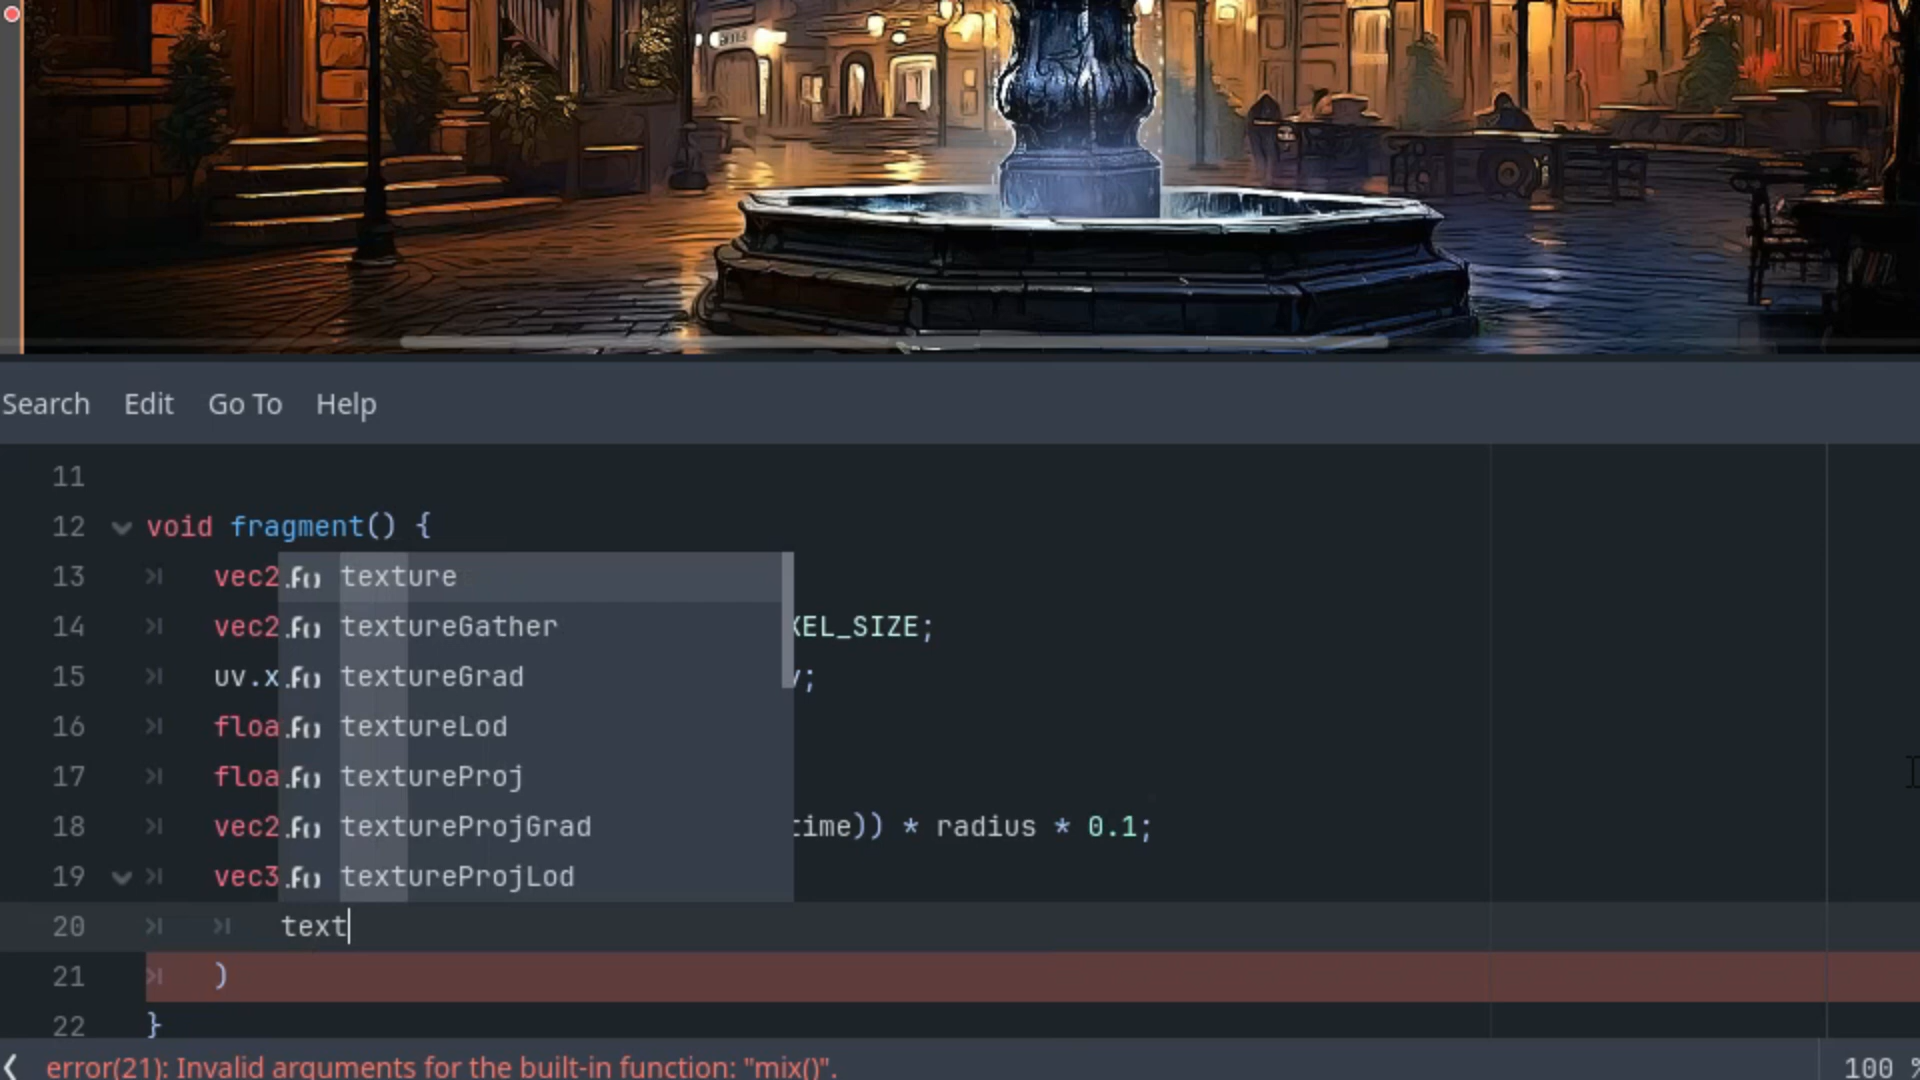 Search Edit Go To Help
11
12 void fragment() {
13 vec2 texture
14 vec2 textureGather XEL_SIZE;
15 uv.x textureGrad y;
16 floa textureLod
17 floa textureProj
18 vec2 textureProjGrad time)) * radius * 0.1;
19 vec3 textureProjLod
20 text
21 )
22 }
error(21): Invalid arguments for the built-in function: "mix()". 100 %